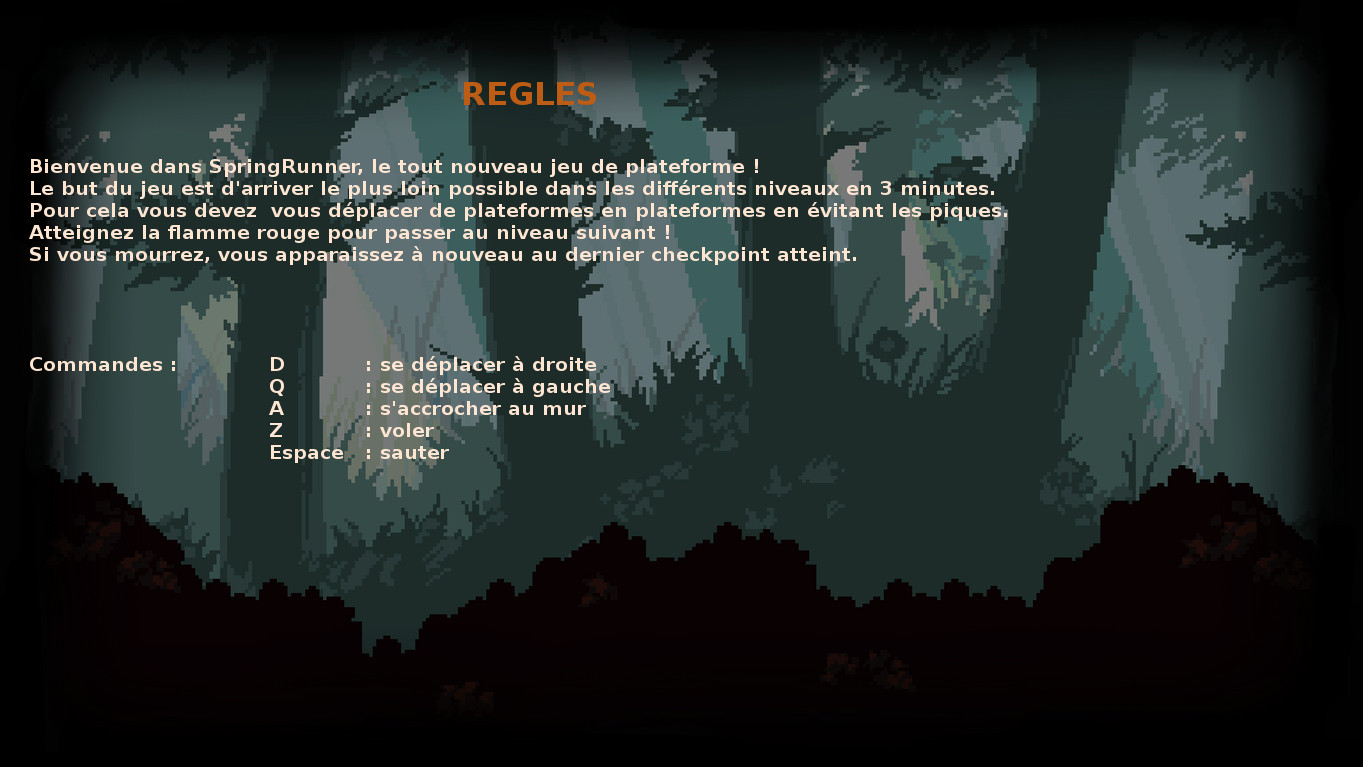 REGLES
Bienvenue dans SpringRunner, le tout nouveau jeu de plateforme !
Le but du jeu est d'arriver le plus loin possible dans les différents niveaux en 3 minutes.
Pour cela vous devez  vous déplacer de plateformes en plateformes en évitant les piques.
Atteignez la flamme rouge pour passer au niveau suivant !
Si vous mourrez, vous apparaissez à nouveau au dernier checkpoint atteint.
Commandes : D : se déplacer à droite
Q : se déplacer à gauche
A : s'accrocher au mur
Z : voler
Espace : sauter